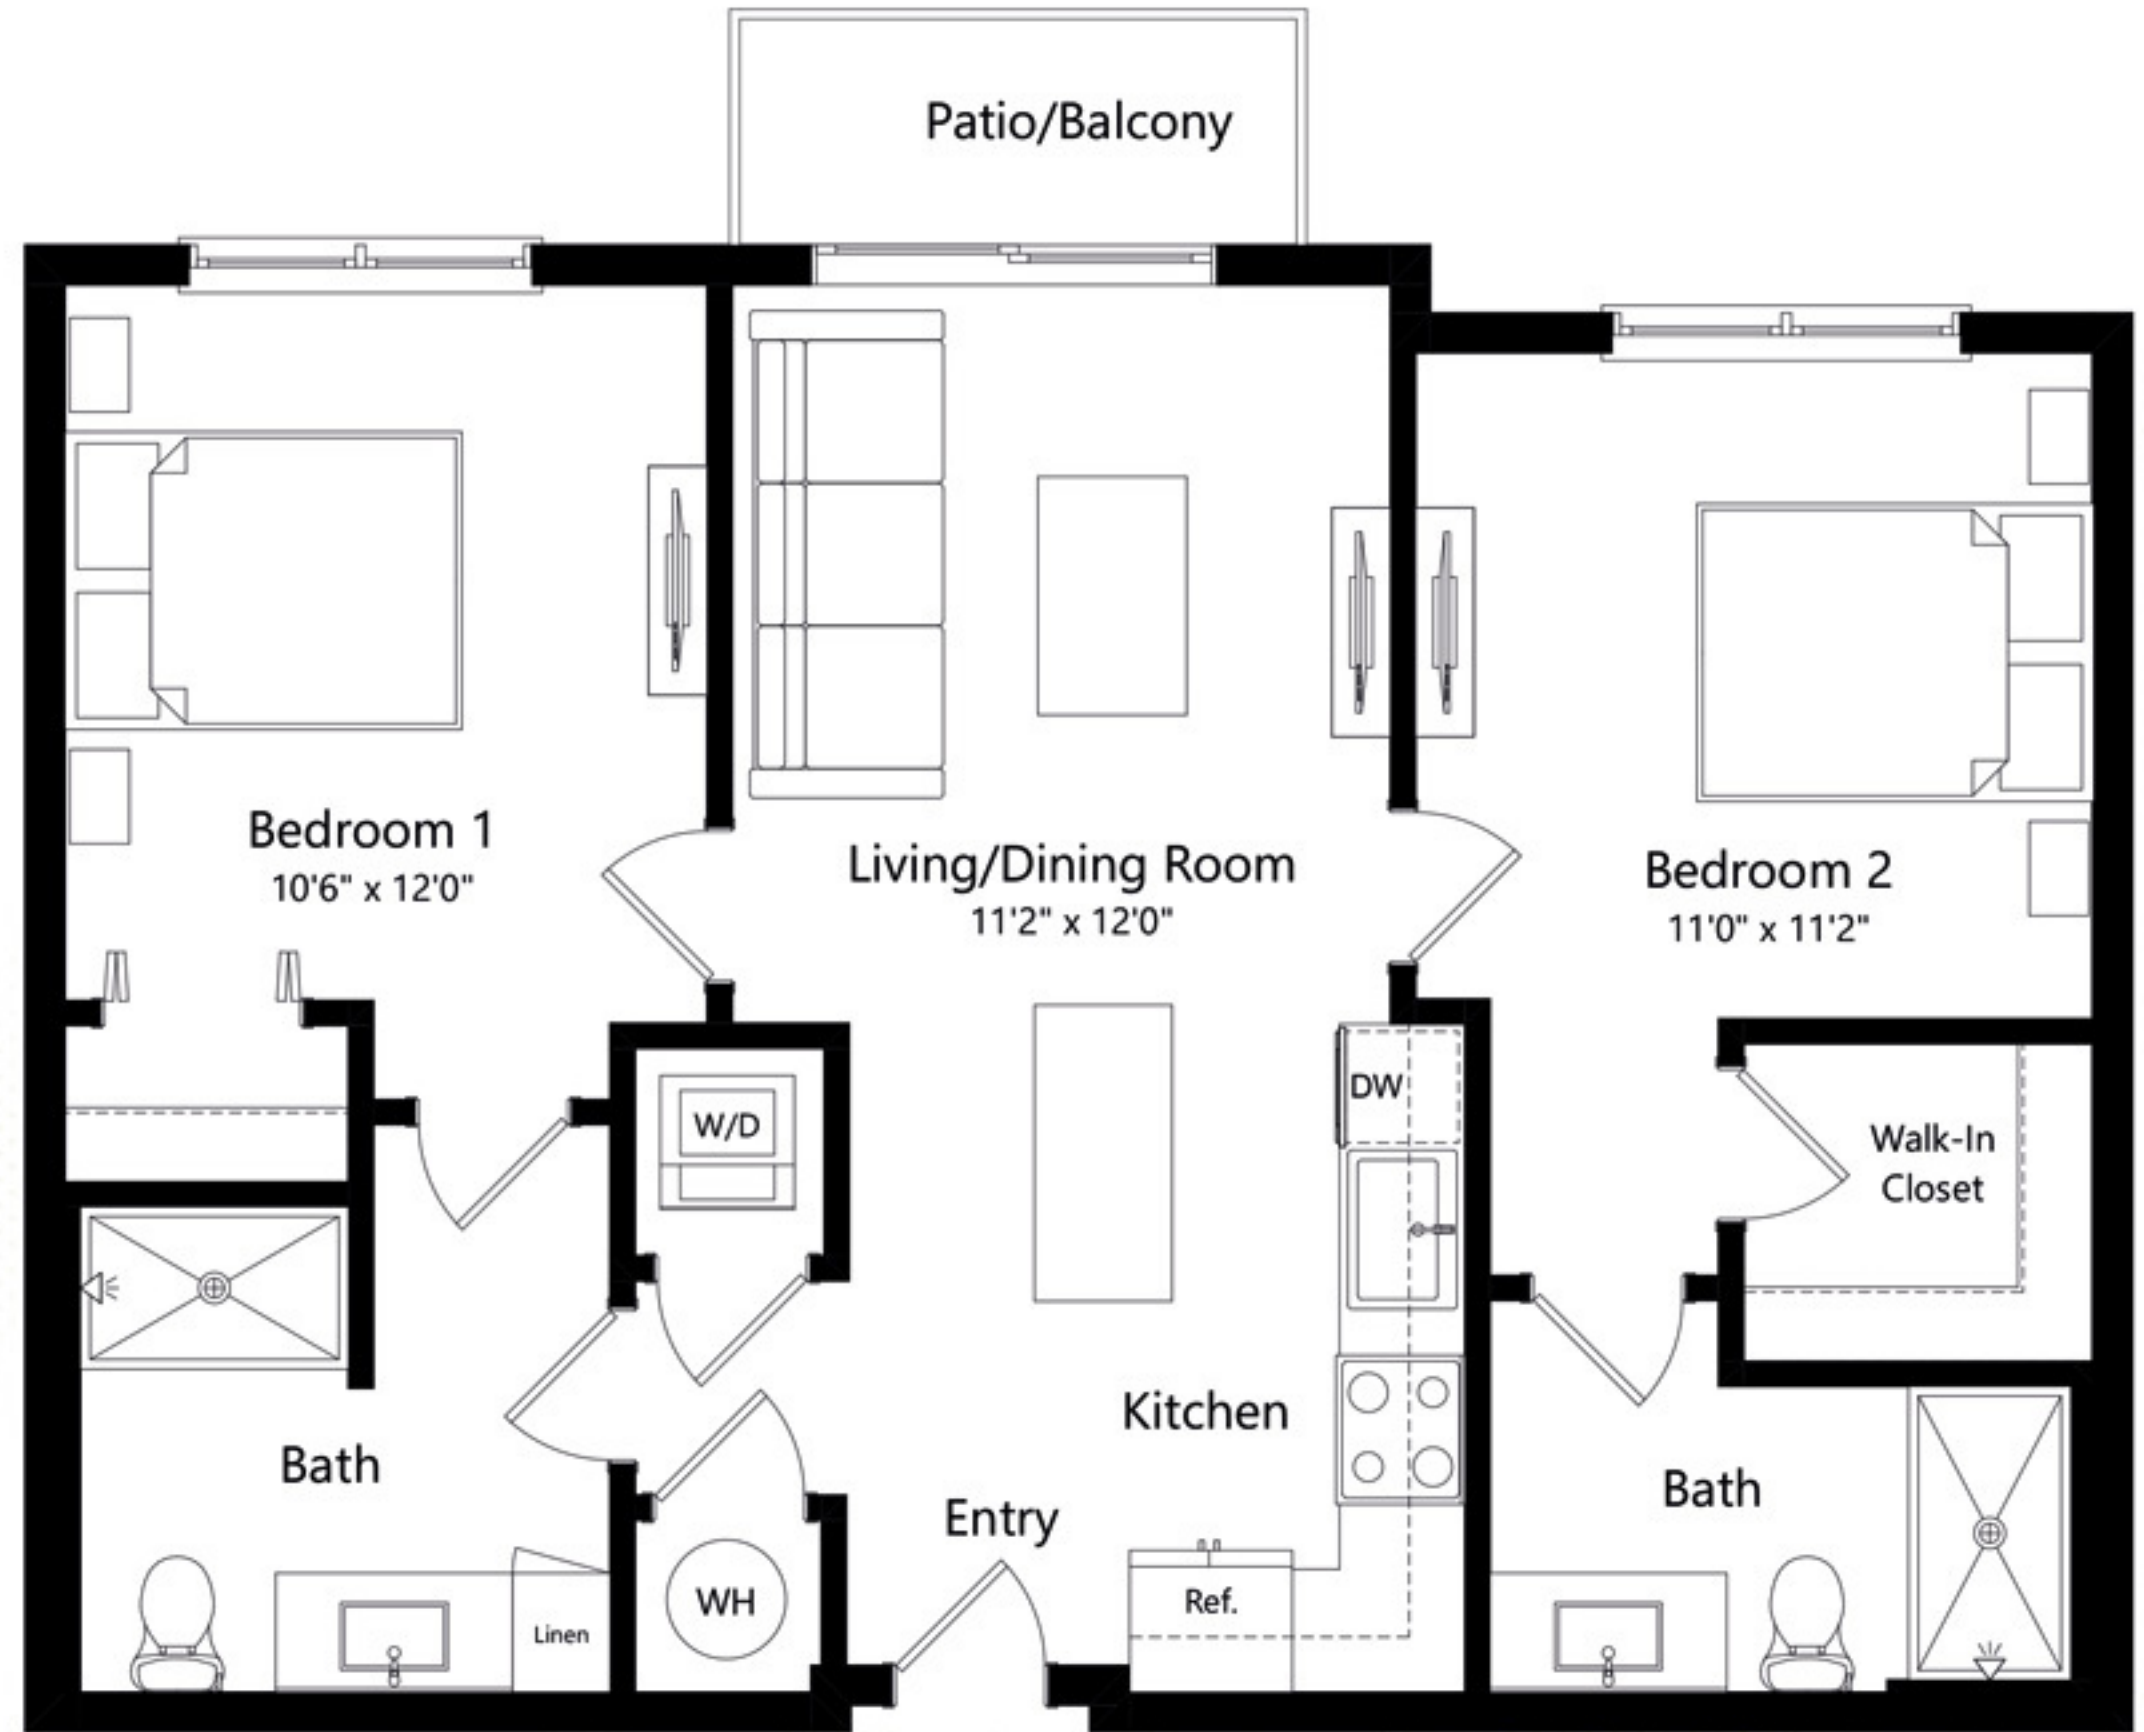 Patio/Balcony
Bedroom 1
10'6" x 12'0"
Living/Dining Room
11'2" x 12'0"
Bedroom 2
11'0" x 11'2"
W/D
DW
Walk-In
Closet
Kitchen
Bath
Entry
Bath
WH
Ref.
Linen